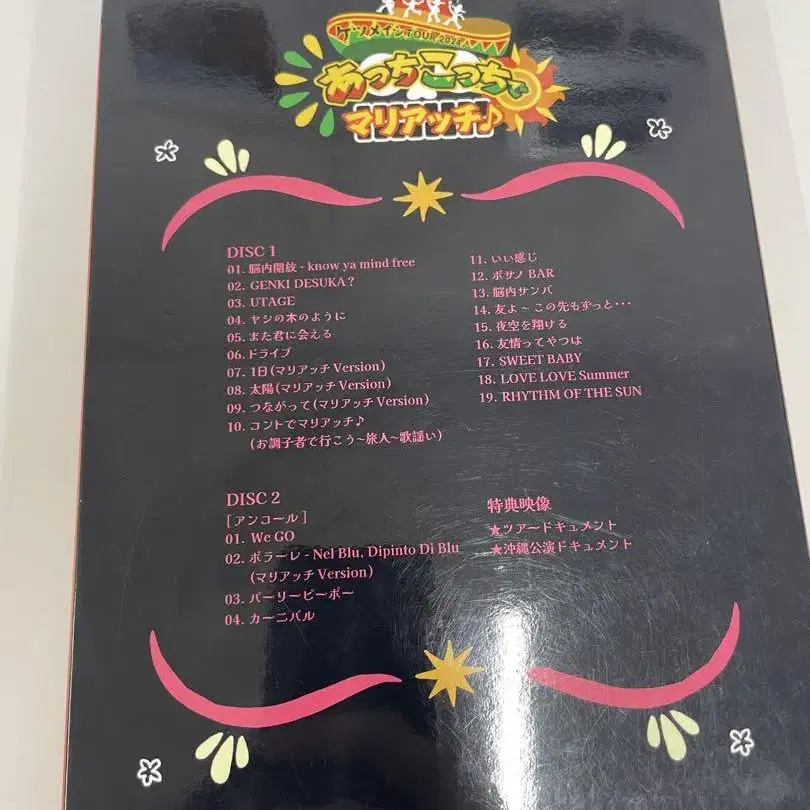 ケツメイシ TOUR 2024
あっちこっちで
マリアッチ♪
DISC 1
01. 脳内開放 - know ya mind free
02. GENKI DESUKA?
03. UTAGE
04. ヤシの木のように
05. また君に会える
06. ドライブ
07. 1日(マリアッチ Version)
08. 太陽(マリアッチ Version)
09. つながって(マリアッチ Version)
10. コントでマリアッチ♪
(お調子者で行こう~旅人~歌謡い)
11. いい感じ
12. ボサノ BAR
13. 脳内サンバ
14. 友よ ~ この先もずっと・・・
15. 夜空を翔ける
16. 友情ってやつは
17. SWEET BABY
18. LOVE LOVE Summer
19. RHYTHM OF THE SUN
DISC 2
[アンコール]
01. We GO
02. ボラーレ - Nel Blu, Dipinto Di Blu
(マリアッチ Version)
03. パーリーピーポー
04. カーニバル
特典映像
★ツアードキュメント
★沖縄公演ドキュメント